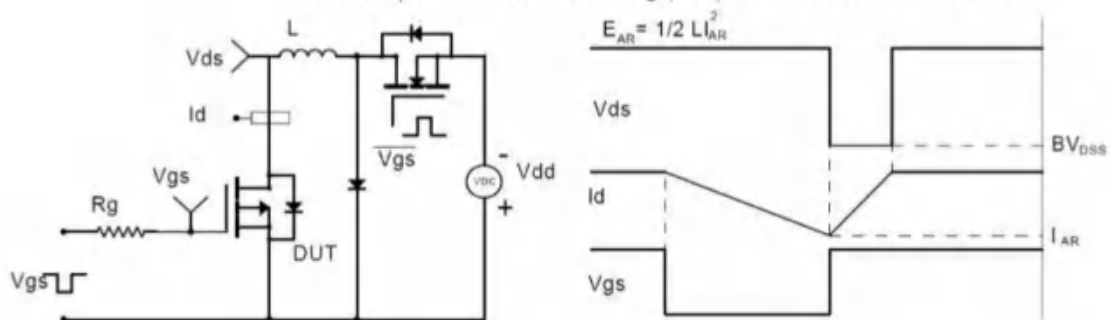 L
Vds
Id
Vgs
Vgs
Rg
DUT
Vgs
VDC
-
Vdd
+
E_AR = 1/2 LI_AR^2
Vds
BV_DSS
Id
I_AR
Vgs